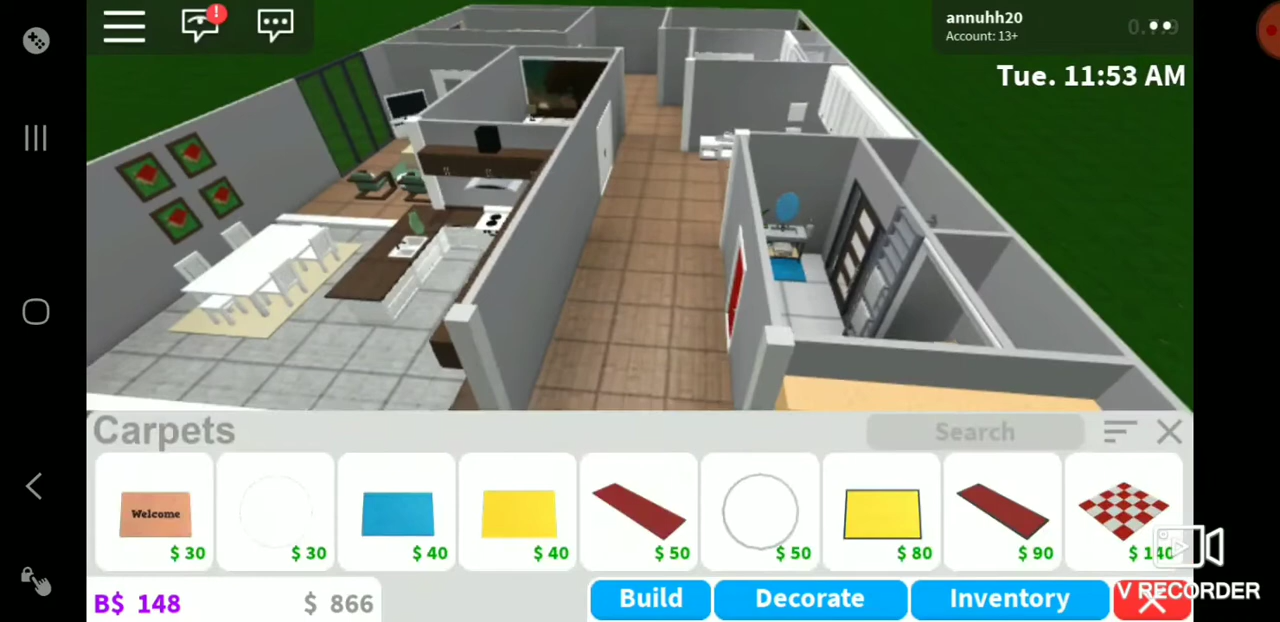 annuhh20
Account: 13+
Tue. 11:53 AM
Carpets
Search
Welcome
$ 30
$ 30
$ 40
$ 40
$ 50
$ 50
$ 80
$ 90
B$ 148
$ 866
Build
Decorate
Inventory
V RECORDER